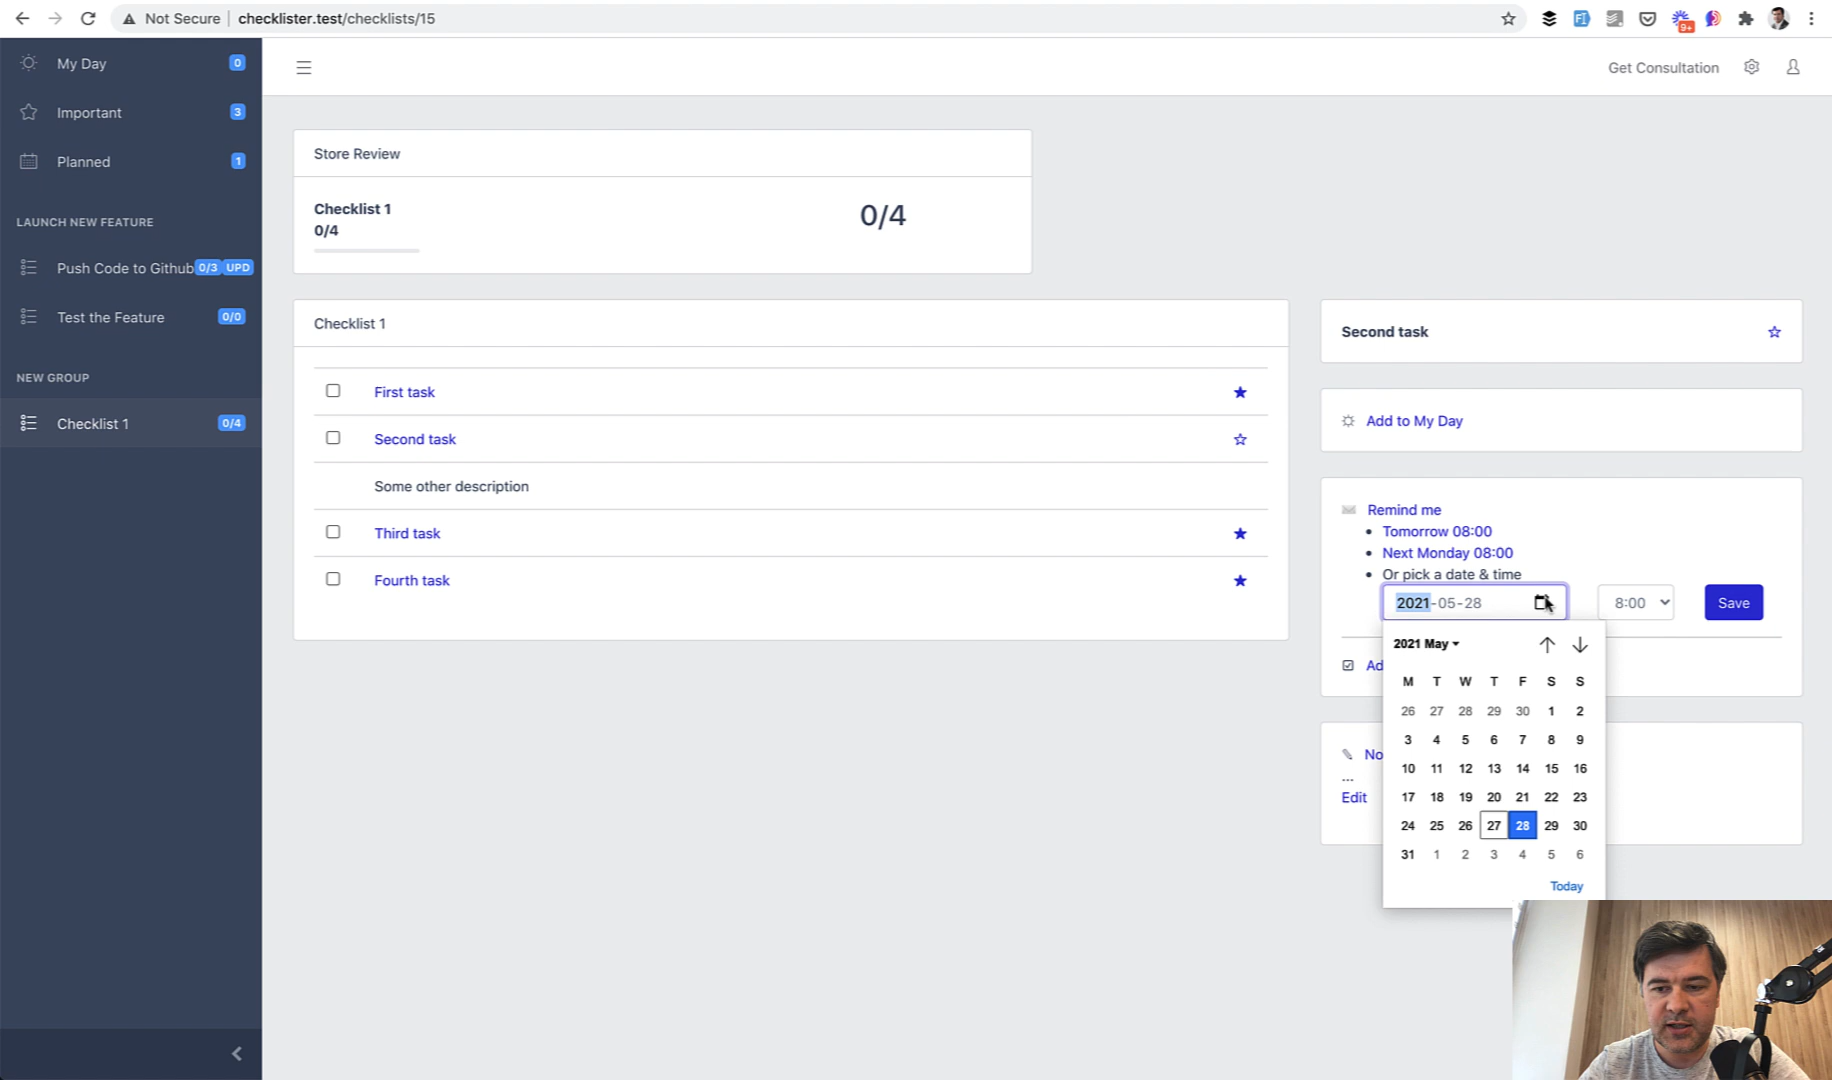 Not Secure
checklister.test/checklists/15
9+
My Day
0
Important
3
Planned
1
LAUNCH NEW FEATURE
Push Code to Github
0/3
UPD
Test the Feature
0/0
NEW GROUP
Checklist 1
0/4
Get Consultation
Store Review
Checklist 1
0/4
0/4
Checklist 1
First task
Second task
Some other description
Third task
Fourth task
Second task
Add to My Day
Remind me
Tomorrow 08:00
Next Monday 08:00
Or pick a date & time
2021-05-28
8:00
Save
Ad
No
...
Edit
2021 May
M T W T F S S
26 27 28 29 30 1 2
3 4 5 6 7 8 9
10 11 12 13 14 15 16
17 18 19 20 21 22 23
24 25 26 27 28 29 30
31 1 2 3 4 5 6
Today